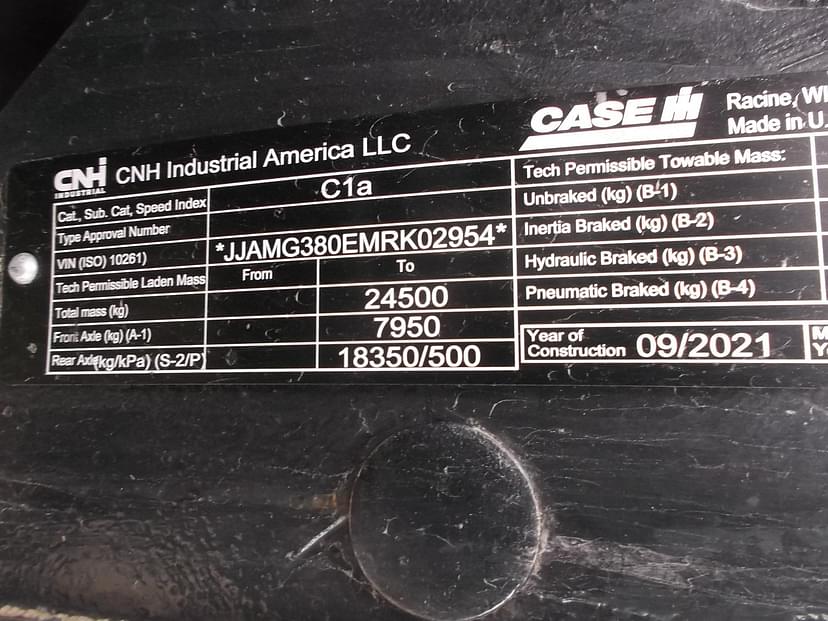 CNH INDUSTRIAL CNH Industrial America LLC
CASE IH
Racine, WI
Made in U.
Cat., Sub. Cat, Speed Index C1a
Type Approval Number
VIN (ISO) 10261) *JJAMG380EMRK02954*
Tech Permissible Laden Mass From To
Total mass (kg) 24500
Front Axle (kg) (A-1) 7950
Rear Axle(kg/kPa) (S-2/P) 18350/500
Tech Permissible Towable Mass:
Unbraked (kg) (B-1)
Inertia Braked (kg) (B-2)
Hydraulic Braked (kg) (B-3)
Pneumatic Braked (kg) (B-4)
Year of
Construction 09/2021